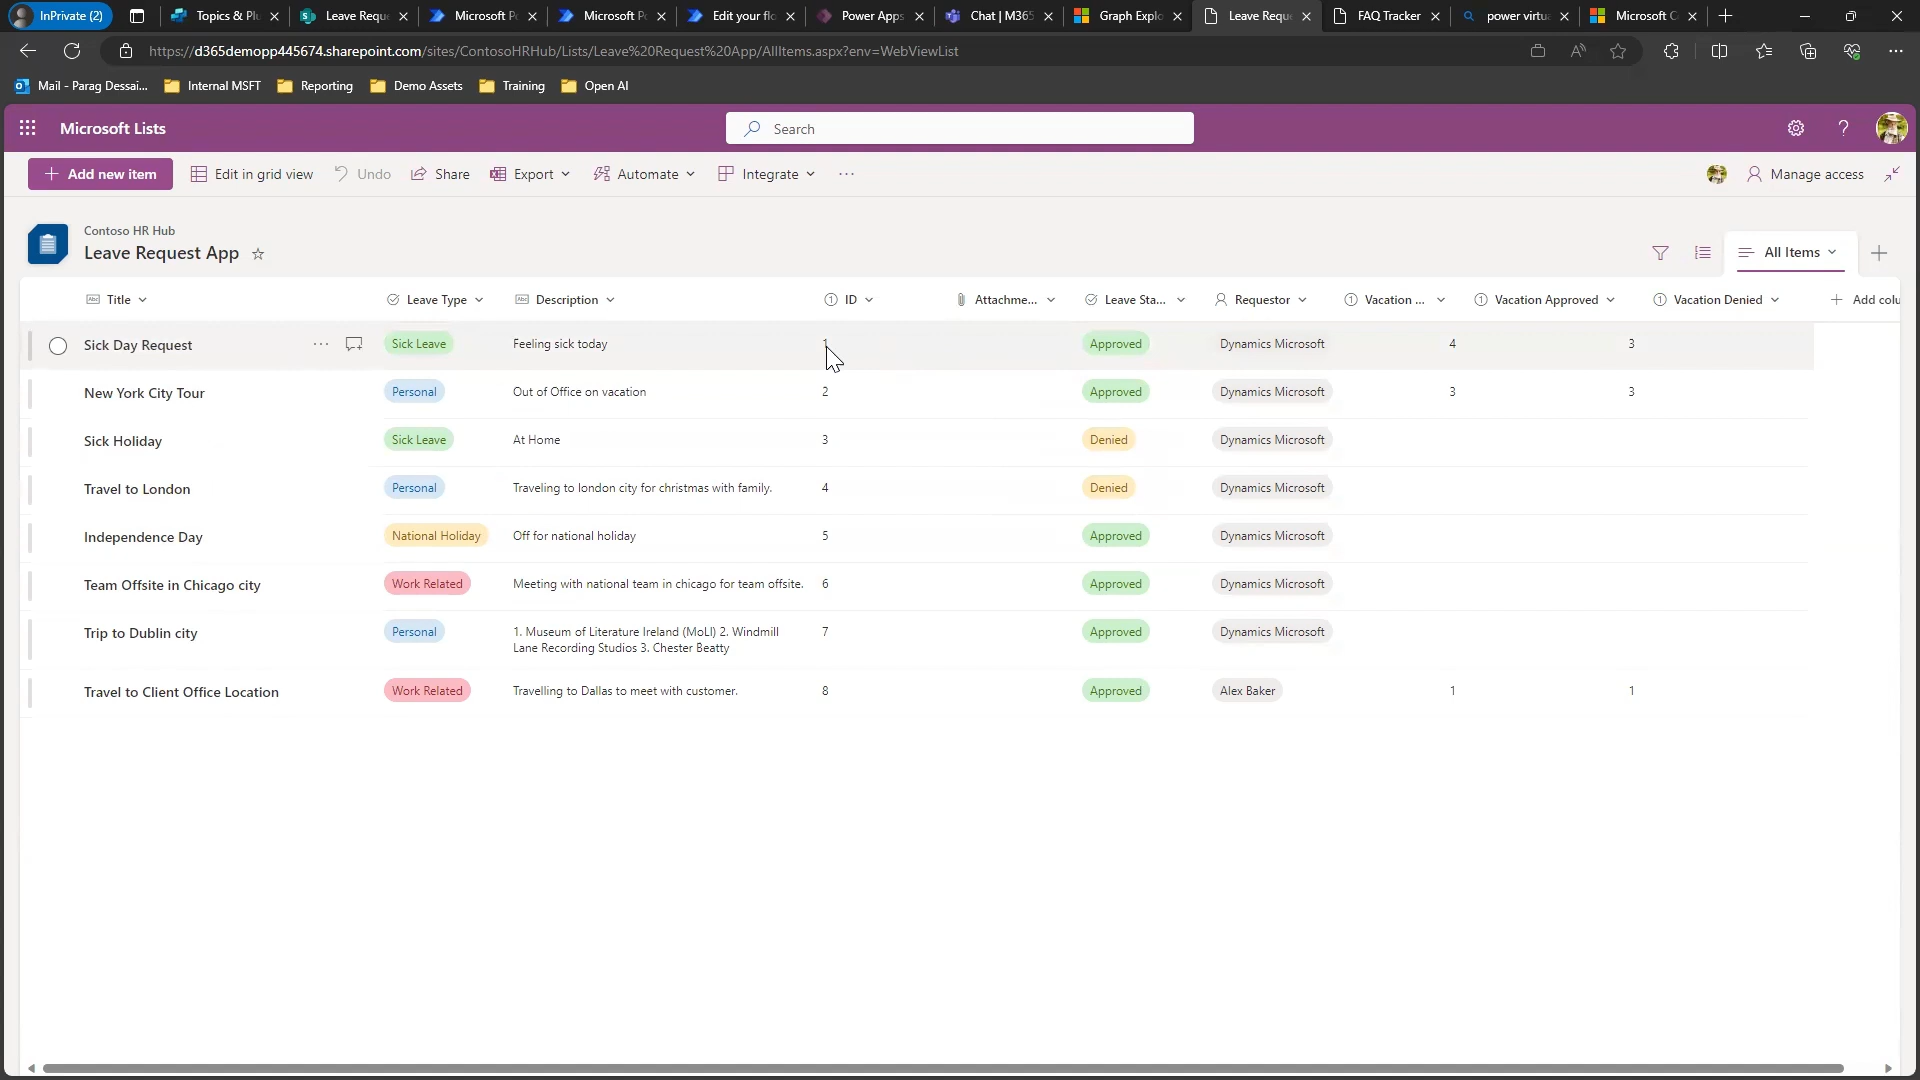 InPrivate (2)
Topics & Pl
Leave Reque
Microsoft Po
Microsoft Po
Edit your flo
Power Apps
Chat | M365
Graph Explo
Leave Requ
FAQ Tracker
power virtu
Microsoft C
https://d365demopp445674.sharepoint.com/sites/ContosoHRHub/Lists/Leave%20Request%20App/AllItems.aspx?env=WebViewList
Mail - Parag Dessai...
Internal MSFT
Reporting
Demo Assets
Training
Open AI
Microsoft Lists
Search
Add new item
Edit in grid view
Undo
Share
Export
Automate
Integrate
Manage access
Contoso HR Hub
Leave Request App
All Items
Title Leave Type Description ID Attachme... Leave Sta... Requestor Vacation ... Vacation Approved Vacation Denied Add colu
Sick Day Request Sick Leave Feeling sick today 1 Approved Dynamics Microsoft 4 3
New York City Tour Personal Out of Office on vacation 2 Approved Dynamics Microsoft 3 3
Sick Holiday Sick Leave At Home 3 Denied Dynamics Microsoft
Travel to London Personal Traveling to london city for christmas with family. 4 Denied Dynamics Microsoft
Independence Day National Holiday Off for national holiday 5 Approved Dynamics Microsoft
Team Offsite in Chicago city Work Related Meeting with national team in chicago for team offsite. 6 Approved Dynamics Microsoft
Trip to Dublin city Personal 1. Museum of Literature Ireland (MoLI) 2. Windmill 7 Approved Dynamics Microsoft
Lane Recording Studios 3. Chester Beatty
Travel to Client Office Location Work Related Travelling to Dallas to meet with customer. 8 Approved Alex Baker 1 1